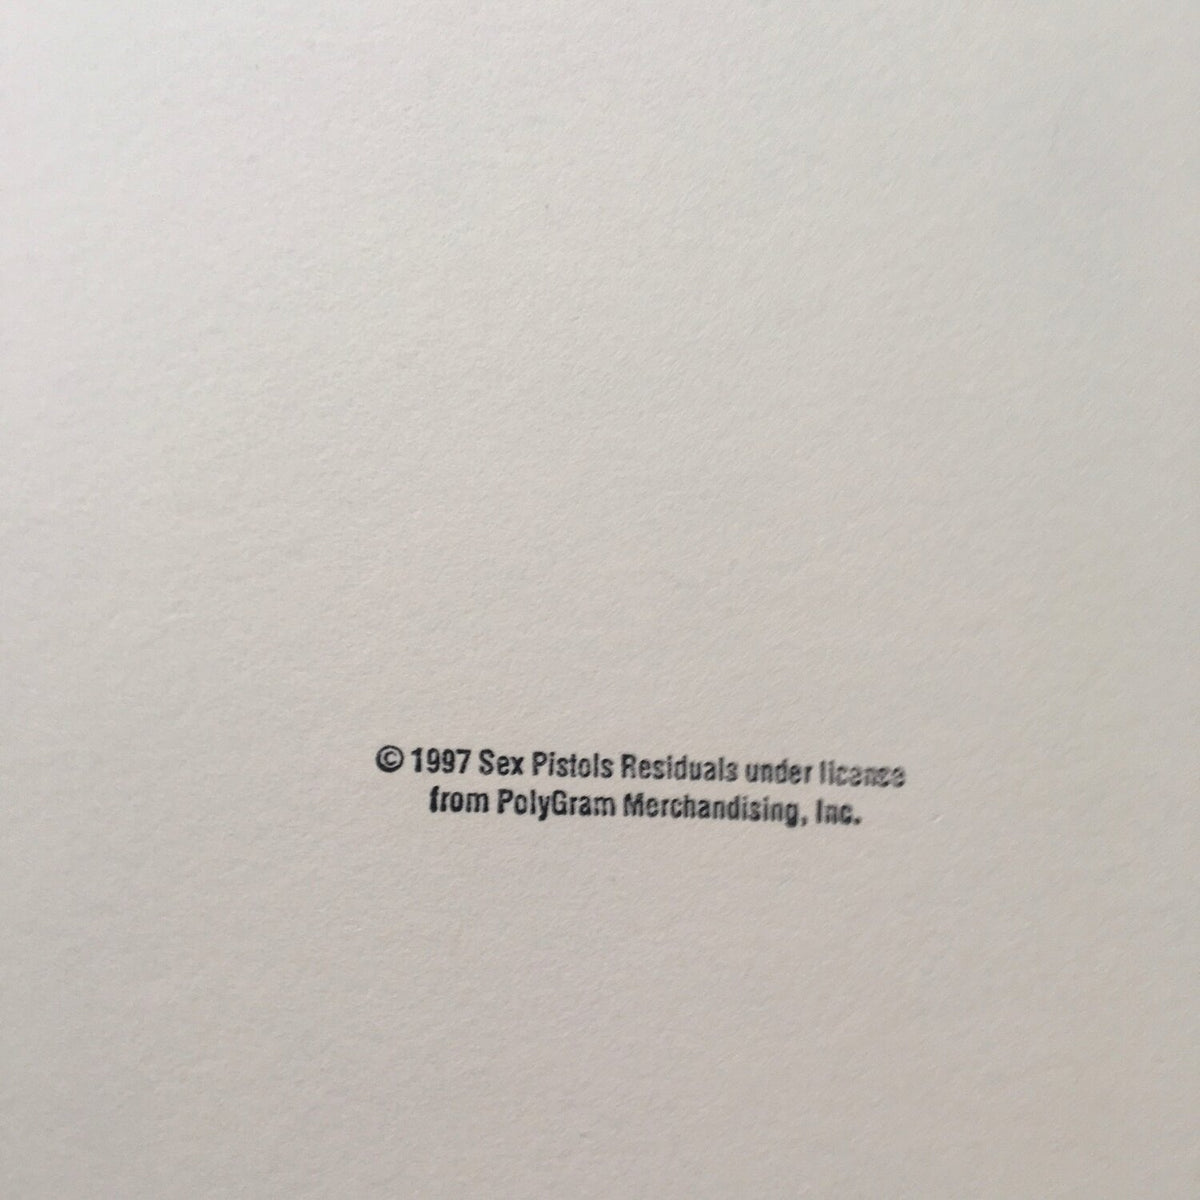 © 1997 Sex Pistols Residuals under license
from PolyGram Merchandising, Inc.